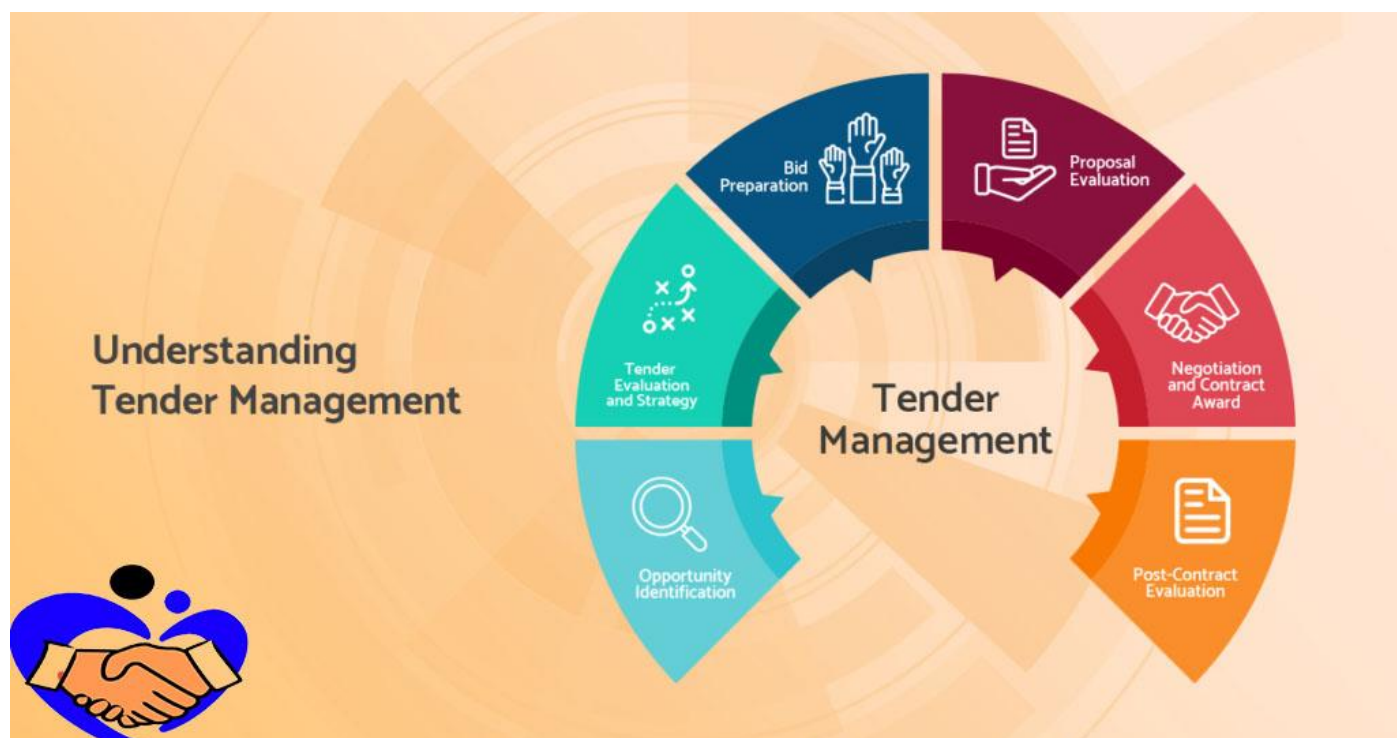 Understanding
Tender Management
Opportunity
Identification
Tender
Evaluation
and Strategy
Bid
Preparation
Proposal
Evaluation
Negotiation
and Contract
Award
Post-Contract
Evaluation
Tender
Management